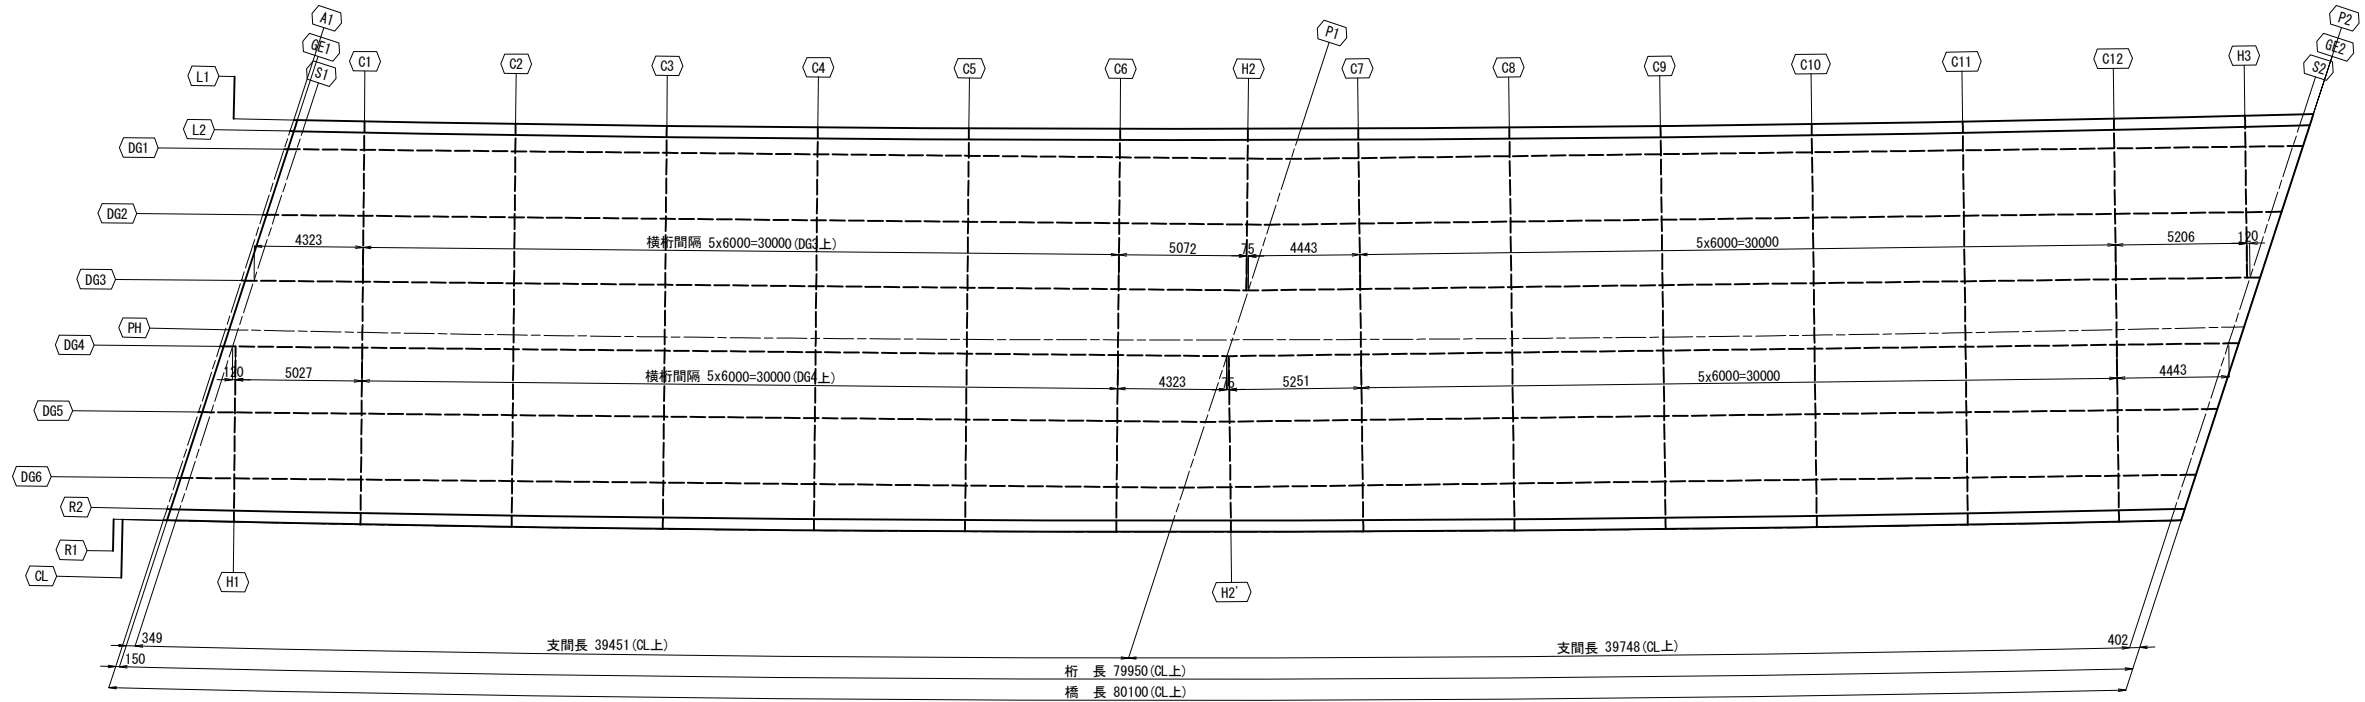 A1
GE1
S1
C1
C2
C3
C4
C5
C6
H2
P1
C7
C8
C9
C10
C11
C12
H3
P2
GE2
S2
L1
L2
DG1
DG2
4323
横桁間隔 5x6000=30000(DG3上)
5072
75
4443
5x6000=30000
5206
120
DG3
PH
DG4
120
5027
横桁間隔 5x6000=30000(DG4上)
4323
75
5251
5x6000=30000
4443
DG5
DG6
R2
R1
CL
H1
H2'
349
支間長 39451(CL上)
支間長 39748(CL上)
402
150
桁 長 79950(CL上)
橋 長 80100(CL上)